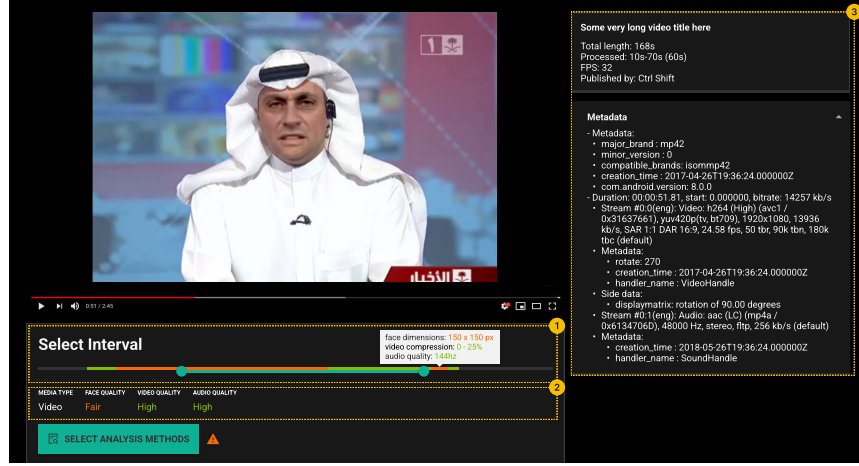 ١
الأخبار
0:51 / 2:45
1
Select Interval
face dimensions: 150 x 150 px
video compression: 0 - 25%
audio quality: 144hz
2
MEDIA TYPE FACE QUALITY VIDEO QUALITY AUDIO QUALITY
Video Fair High High
SELECT ANALYSIS METHODS
3
Some very long video title here
Total length: 168s
Processed: 10s-70s (60s)
FPS: 32
Published by: Ctrl Shift
Metadata
- Metadata:
• major_brand : mp42
• minor_version : 0
• compatible_brands: isommp42
• creation_time : 2017-04-26T19:36:24.000000Z
• com.android.version: 8.0.0
- Duration: 00:00:51.81, start: 0.000000, bitrate: 14257 kb/s
• Stream #0:0(eng): Video: h264 (High) (avc1 /
0x31637661), yuv420p(tv, bt709), 1920x1080, 13936
kb/s, SAR 1:1 DAR 16:9, 24.58 fps, 50 tbr, 90k tbn, 180k
tbc (default)
• Metadata:
• rotate: 270
• creation_time : 2017-04-26T19:36:24.000000Z
• handler_name : VideoHandle
• Side data:
• displaymatrix: rotation of 90.00 degrees
• Stream #0:1(eng): Audio: aac (LC) (mp4a /
0x6134706D), 48000 Hz, stereo, fltp, 256 kb/s (default)
• Metadata:
• creation_time : 2018-05-26T19:36:24.000000Z
• handler_name : SoundHandle